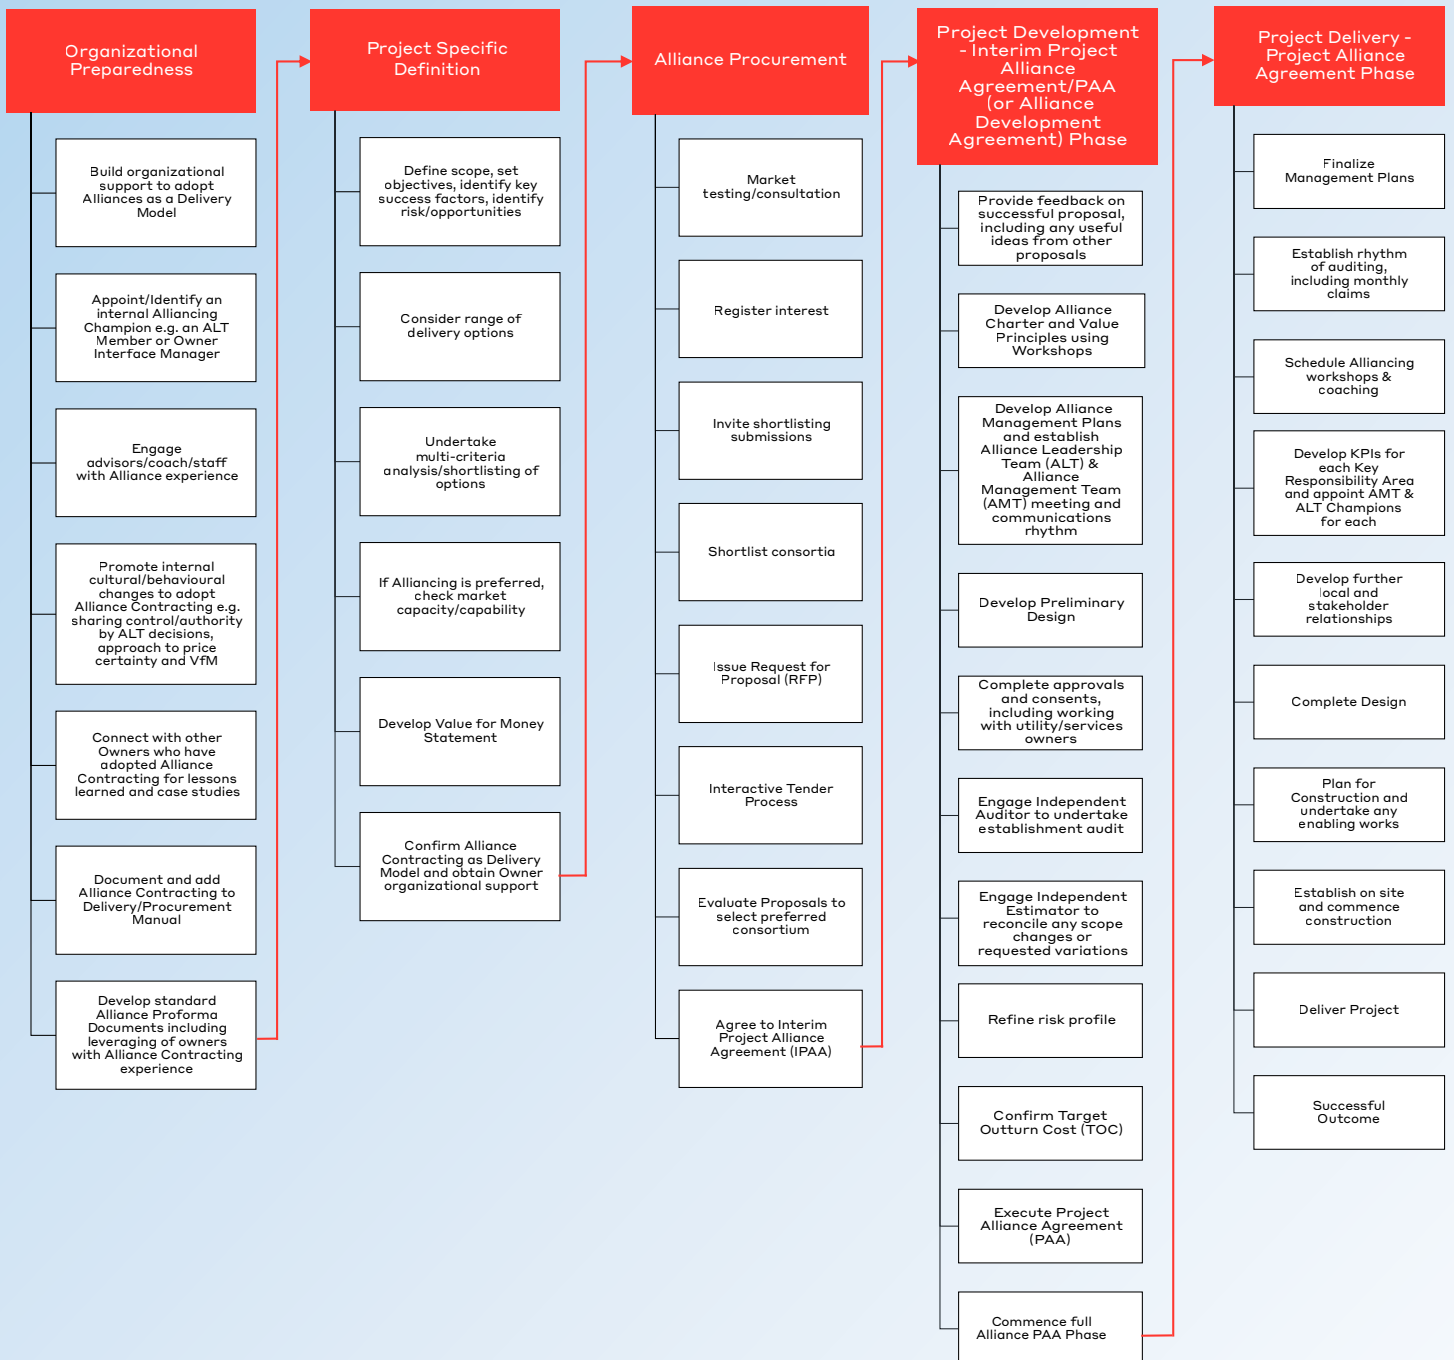 Organizational
Preparedness
Build organizational
support to adopt
Alliances as a Delivery
Model
Appoint/Identify an
internal Alliancing
Champion e.g. an ALT
Member or Owner
Interface Manager
Engage
advisors/coach/staff
with Alliance experience
Promote internal
cultural/behavioural
changes to adopt
Alliance Contracting e.g.
sharing control/authority
by ALT decisions,
approach to price
certainty and VfM
Connect with other
Owners who have
adopted Alliance
Contracting for lessons
learned and case studies
Document and add
Alliance Contracting to
Delivery/Procurement
Manual
Develop standard
Alliance Proforma
Documents including
leveraging of owners
with Alliance Contracting
experience
Project Specific
Definition
Define scope, set
objectives, identify key
success factors, identify
risk/opportunities
Consider range of
delivery options
Undertake
multi-criteria
analysis/shortlisting of
options
If Alliancing is preferred,
check market
capacity/capability
Develop Value for Money
Statement
Confirm Alliance
Contracting as Delivery
Model and obtain Owner
organizational support
Alliance Procurement
Market
testing/consultation
Register interest
Invite shortlisting
submissions
Shortlist consortia
Issue Request for
Proposal (RFP)
Interactive Tender
Process
Evaluate Proposals to
select preferred
consortium
Agree to Interim
Project Alliance
Agreement (IPAA)
Project Development
- Interim Project
Alliance
Agreement/PAA
(or Alliance
Development
Agreement) Phase
Provide feedback on
successful proposal,
including any useful
ideas from other
proposals
Develop Alliance
Charter and Value
Principles using
Workshops
Develop Alliance
Management Plans
and establish
Alliance Leadership
Team (ALT) &
Alliance
Management Team
(AMT) meeting and
communications
rhythm
Develop Preliminary
Design
Complete approvals
and consents,
including working
with utility/services
owners
Engage Independent
Auditor to undertake
establishment audit
Engage Independent
Estimator to
reconcile any scope
changes or
requested variations
Refine risk profile
Confirm Target
Outturn Cost (TOC)
Execute Project
Alliance Agreement
(PAA)
Commence full
Alliance PAA Phase
Project Delivery -
Project Alliance
Agreement Phase
Finalize
Management Plans
Establish rhythm
of auditing,
including monthly
claims
Schedule Alliancing
workshops &
coaching
Develop KPIs for
each Key
Responsibility Area
and appoint AMT &
ALT Champions
for each
Develop further
local and
stakeholder
relationships
Complete Design
Plan for
Construction and
undertake any
enabling works
Establish on site
and commence
construction
Deliver Project
Successful
Outcome